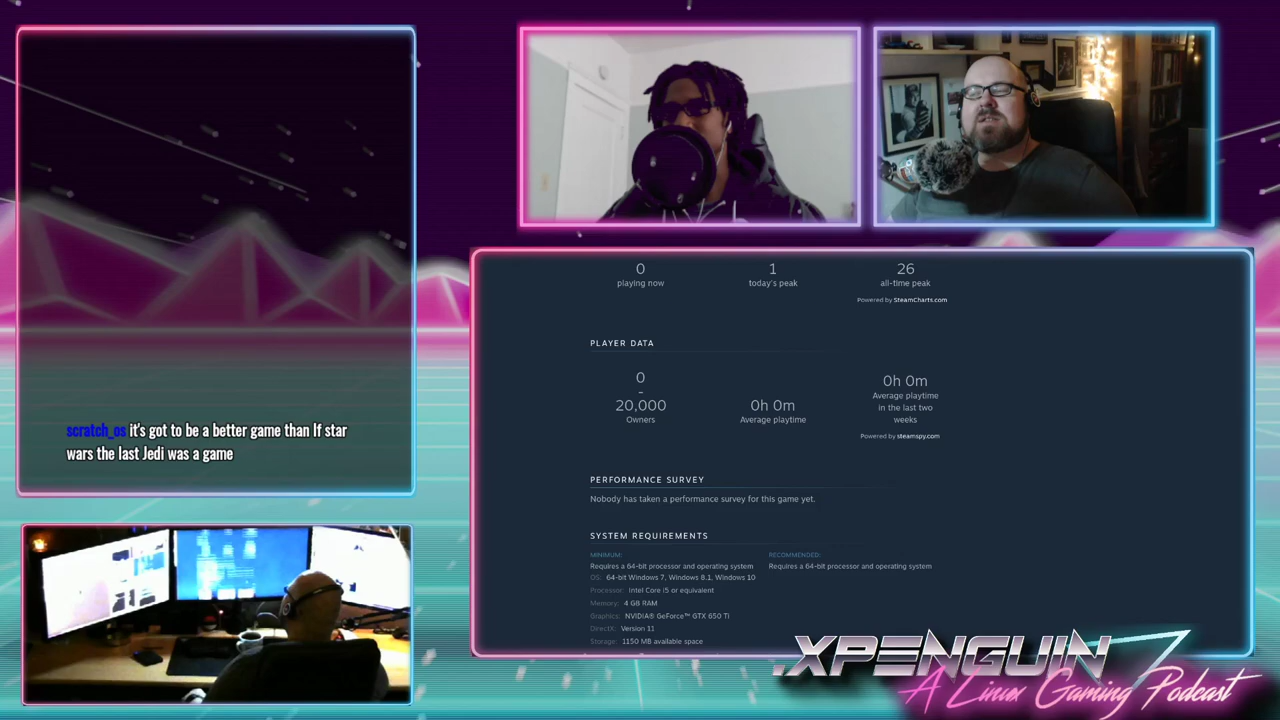 0
playing now
1
today's peak
26
all-time peak
Powered by SteamCharts.com
PLAYER DATA
0
-
20,000
Owners
0h 0m
Average playtime
0h 0m
Average playtime
in the last two
weeks
Powered by steamspy.com
PERFORMANCE SURVEY
Nobody has taken a performance survey for this game yet.
SYSTEM REQUIREMENTS
MINIMUM:
Requires a 64-bit processor and operating system
OS: 64-bit Windows 7, Windows 8.1, Windows 10
Processor: Intel Core i5 or equivalent
Memory: 4 GB RAM
Graphics: NVIDIA® GeForce™ GTX 650 Ti
DirectX: Version 11
Storage: 1150 MB available space
RECOMMENDED:
Requires a 64-bit processor and operating system
scratch_os it's got to be a better game than If star
wars the last Jedi was a game
XPENGUIN 7
A Linux Gaming Podcast